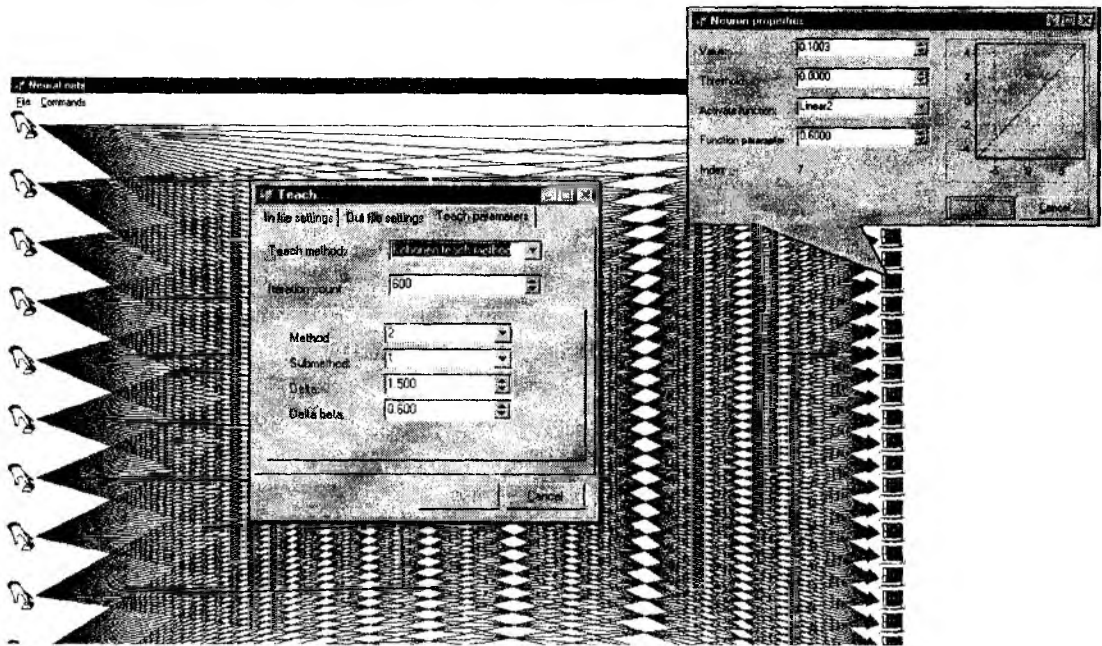 Neuron properties
Value: 0.1003
Threshold: 0.0000
Activate function: Linear2
Function parameter: 0.6000
Index: 7
Cancel
Neural nets
File Commands
Teach
In file settings Out file settings Teach parameters
Teach method: teach method
Iteration count 600
Method 2
Submethod: 1
Delta: 1.500
Delta beta: 0.600
Cancel